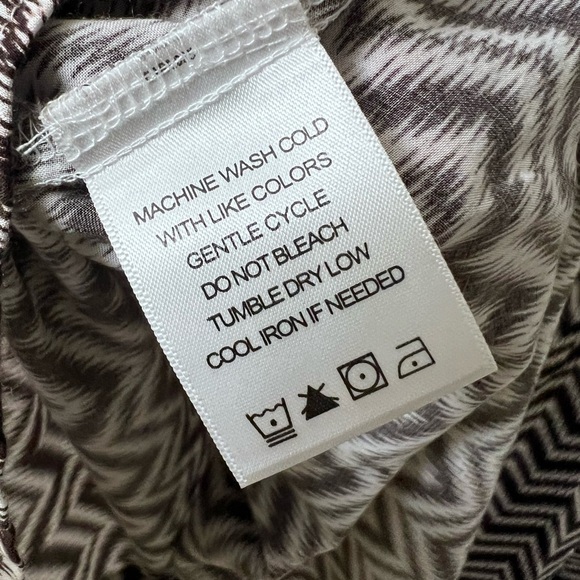 MACHINE WASH COLD
WITH LIKE COLORS
GENTLE CYCLE
DO NOT BLEACH
TUMBLE DRY LOW
COOL IRON IF NEEDED